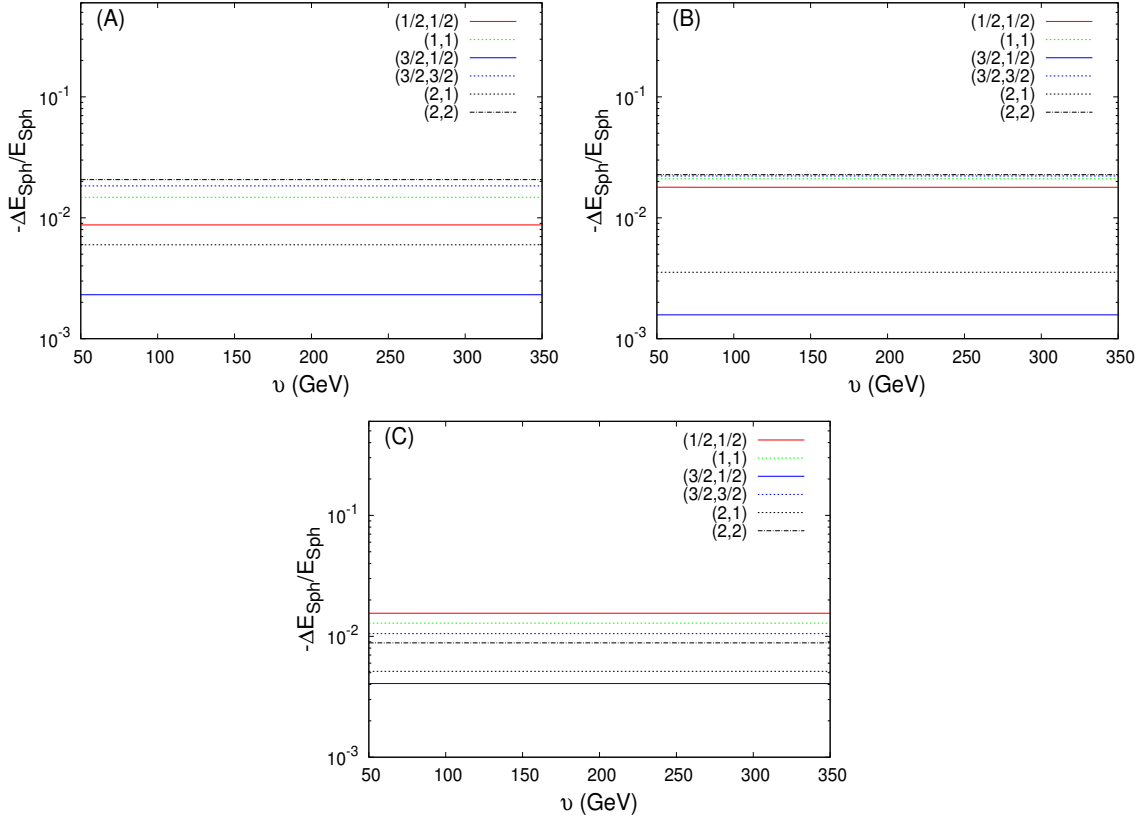 (A)
(1/2,1/2)
(1,1)
(3/2,1/2)
(3/2,3/2)
(2,1)
(2,2)
10⁻¹
10⁻²
10⁻³
-ΔE_Sph/E_Sph
50 100 150 200 250 300 350
υ (GeV)
(B)
(1/2,1/2)
(1,1)
(3/2,1/2)
(3/2,3/2)
(2,1)
(2,2)
10⁻¹
10⁻²
10⁻³
-ΔE_Sph/E_Sph
50 100 150 200 250 300 350
υ (GeV)
(C)
(1/2,1/2)
(1,1)
(3/2,1/2)
(3/2,3/2)
(2,1)
(2,2)
10⁻¹
10⁻²
10⁻³
-ΔE_Sph/E_Sph
50 100 150 200 250 300 350
υ (GeV)